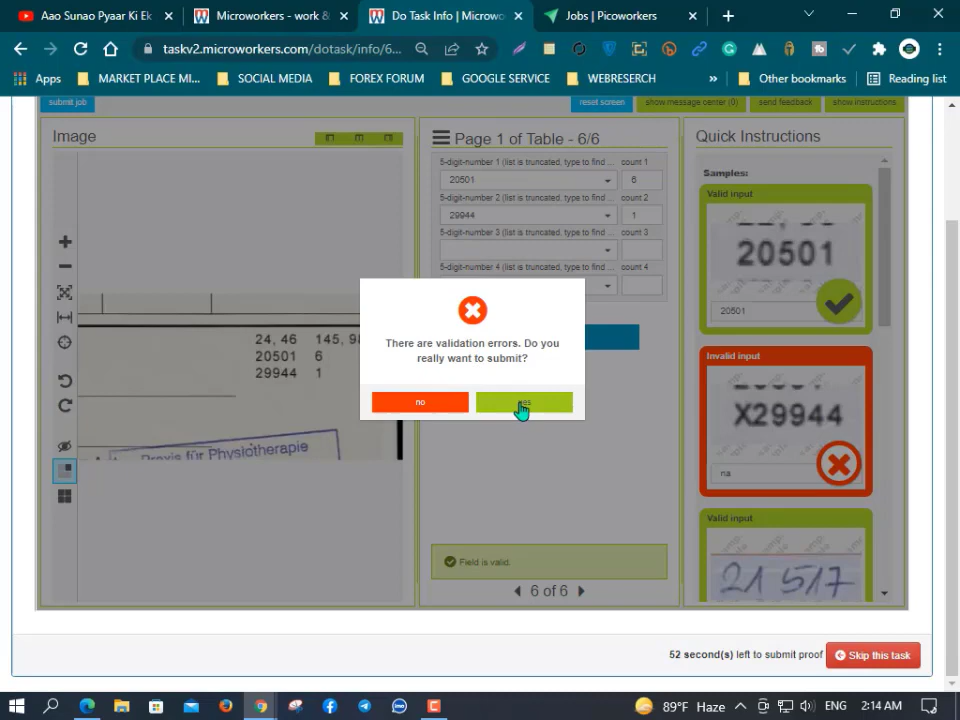 Aao Sunao Pyaar Ki Ek
Microworkers - work &
Do Task Info | Microwo
Jobs | Picoworkers
taskv2.microworkers.com/dotask/info/6...
Apps
MARKET PLACE MI...
SOCIAL MEDIA
FOREX FORUM
GOOGLE SERVICE
WEBRESERCH
»
Other bookmarks
Reading list
submit job
reset screen
show message center (0)
send feedback
show instructions
Image
Page 1 of Table - 6/6
Quick Instructions
5-digit-number 1 (list is truncated, type to find ...
count 1
20501
6
5-digit-number 2 (list is truncated, type to find ...
count 2
29944
1
5-digit-number 3 (list is truncated, type to find ...
count 3
5-digit-number 4 (list is truncated, type to find ...
count 4
Samples:
Valid input
20501
20501
Invalid input
X29944
na
Valid input
21 517
24, 46 145, 98
20501 6
29944 1
Praxis für Physiotherapie
There are validation errors. Do you
really want to submit?
no
yes
Field is valid.
6 of 6
52 second(s) left to submit proof
Skip this task
89°F Haze
ENG
2:14 AM